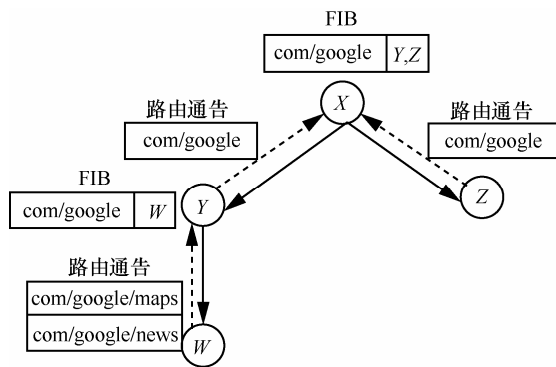 FIB
com/google Y,Z
X
路由通告
com/google
路由通告
com/google
FIB
com/google W
Y
Z
路由通告
com/google/maps
com/google/news
W